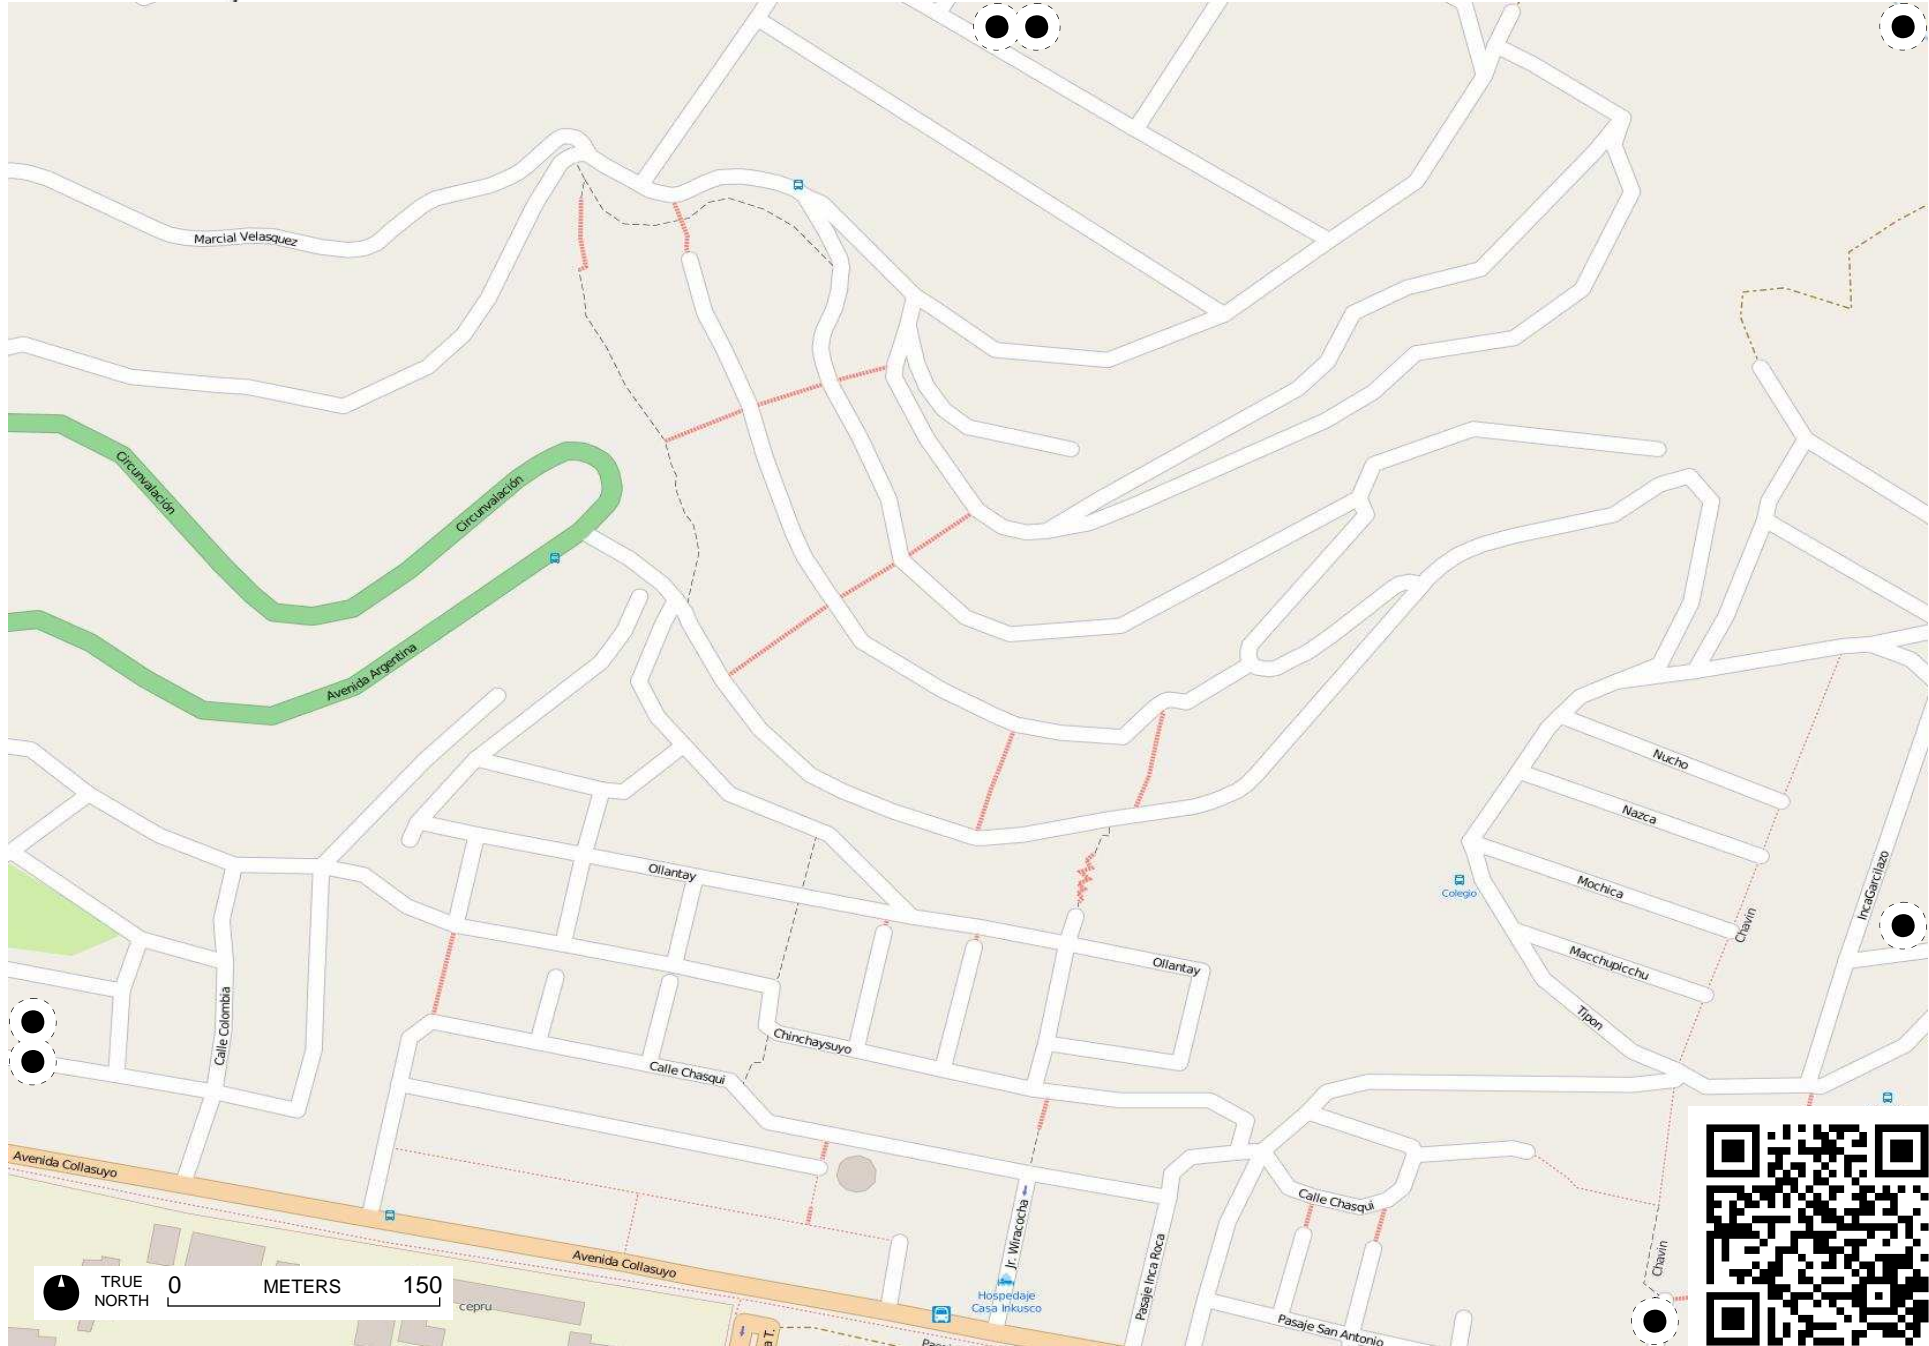 Marcial Velasquez
Circunvalación
Circunvalación
Avenida Argentina
Nucho
Nazca
Mochica
Macchupicchu
Chavin
IncaGarcilazo
Colegio
Tipon
Ollantay
Ollantay
Calle Colombia
Chinchaysuyo
Calle Chasqui
Avenida Collasuyo
Calle Chasqui
Jr. Wiracocha
Pasaje Inca Roca
Avenida Collasuyo
Chavin
Hospedaje
Casa Inkusco
cepru
Pasaje San Antonio
TRUE
NORTH
0 METERS 150
a T.